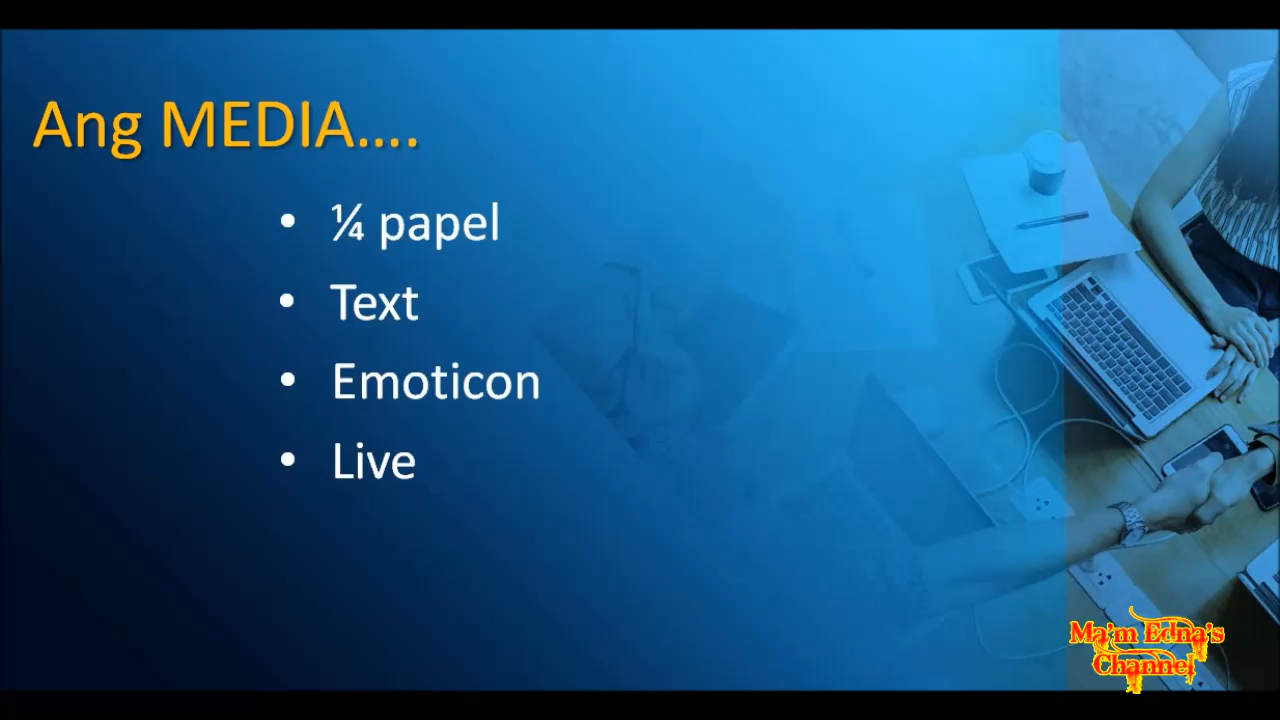 Ang MEDIA....
• ¼ papel
• Text
• Emoticon
• Live
Ma'm Edna's
Channel